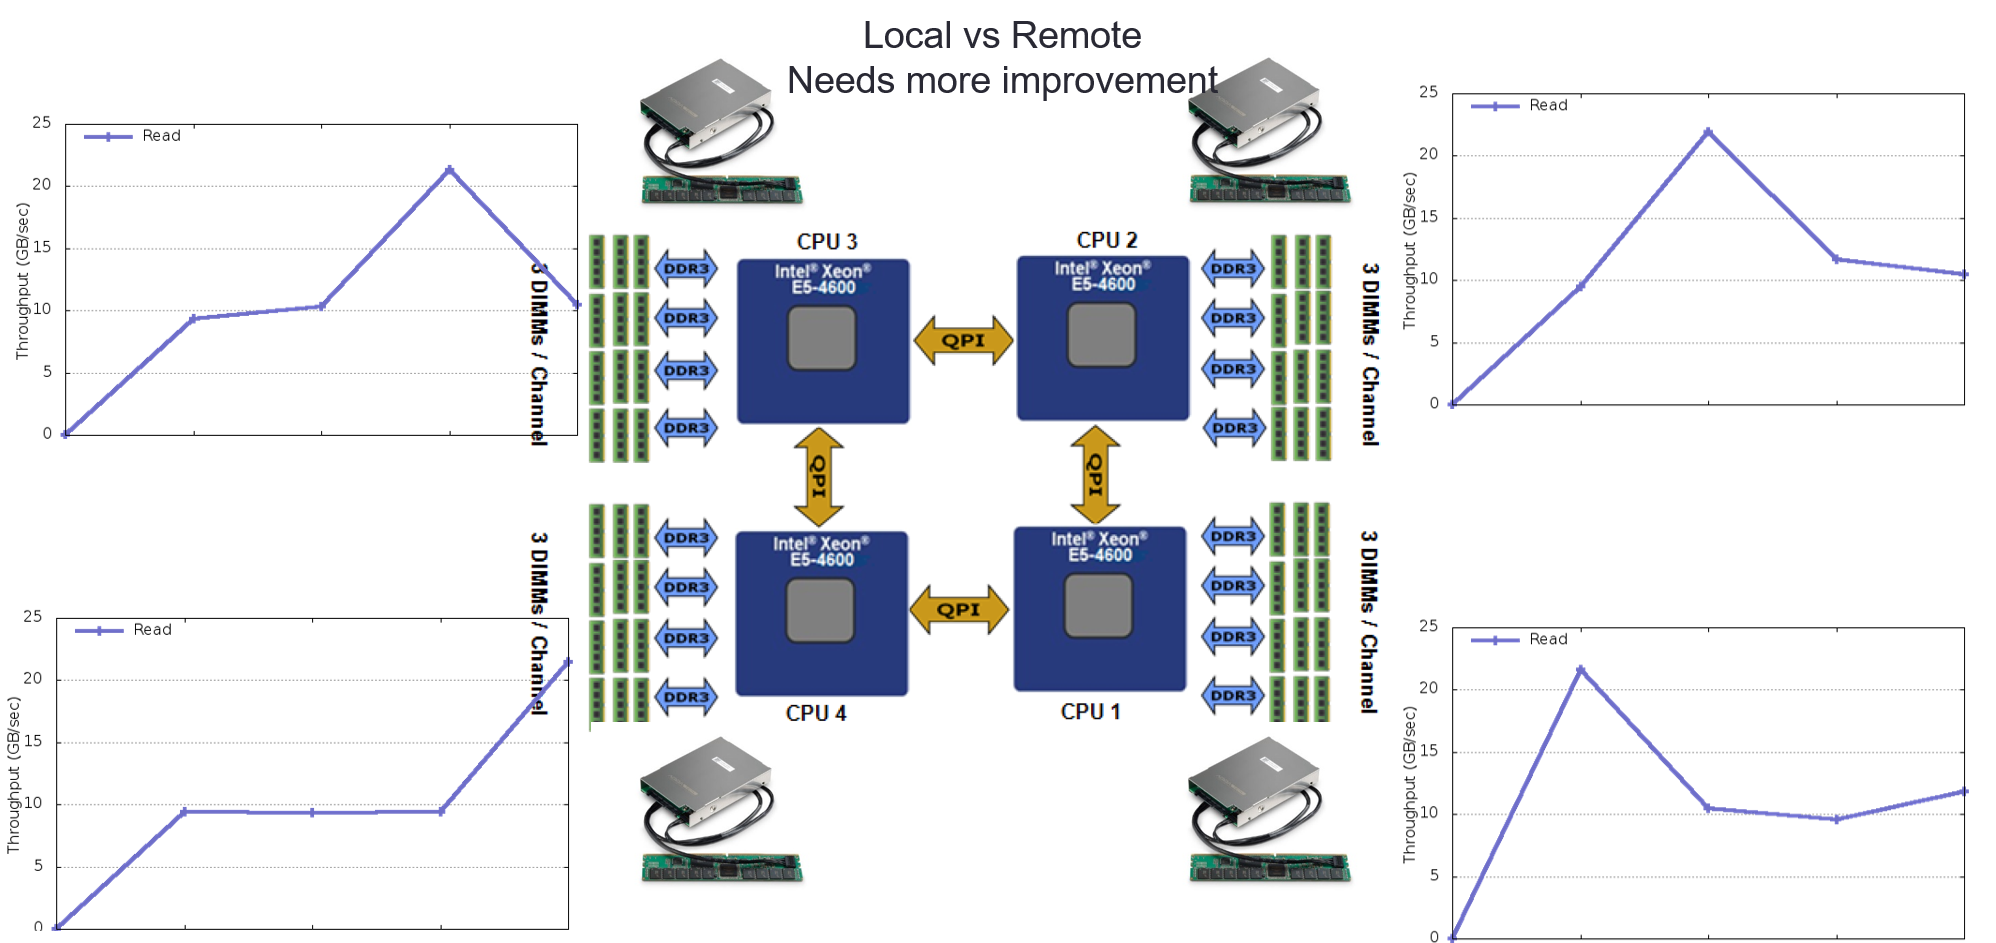 Local vs Remote
Needs more improvement
25
20
15
10
5
0
Throughput (GB/sec)
Read
25
20
15
10
5
0
Throughput (GB/sec)
Read
CPU 3
Intel® Xeon®
E5-4600
CPU 2
Intel® Xeon®
E5-4600
DDR3
DDR3
DDR3
DDR3
DDR3
DDR3
DDR3
DDR3
3 DIMMs / Channel
3 DIMMs / Channel
QPI
QPI
QPI
QPI
Intel® Xeon®
E5-4600
CPU 4
Intel® Xeon®
E5-4600
CPU 1
DDR3
DDR3
DDR3
DDR3
DDR3
DDR3
DDR3
DDR3
3 DIMMs / Channel
3 DIMMs / Channel
25
20
15
10
5
0
Throughput (GB/sec)
Read
25
20
15
10
5
0
Throughput (GB/sec)
Read